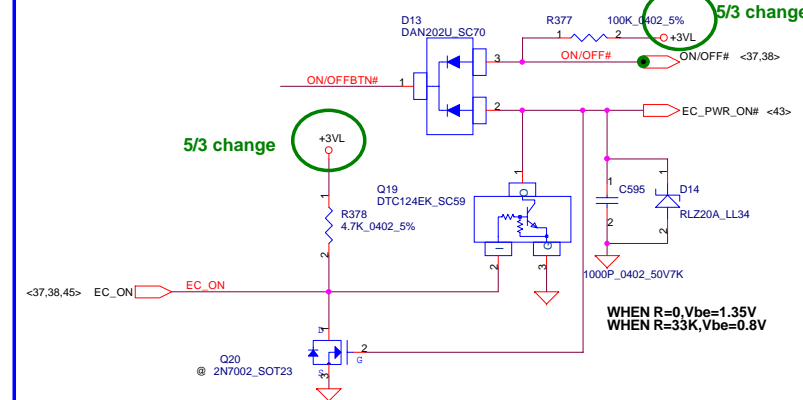 5/3 change
D13
DAN202U_SC70
R377
100K_0402_5%
1
2
+3VL
3
ON/OFF#
ON/OFF# <37,38>
ON/OFFBTN#
1
2
EC_PWR_ON# <43>
5/3 change
+3VL
1
R378
4.7K_0402_5%
2
Q19
DTC124EK_SC59
1
O
I
G
2
3
1
C595
2
1000P_0402_50V7K
1
D14
RLZ20A_LL34
2
<37,38,45> EC_ON
EC_ON
WHEN R=0,Vbe=1.35V
WHEN R=33K,Vbe=0.8V
D
1
2
G
S
3
Q20
@ 2N7002_SOT23